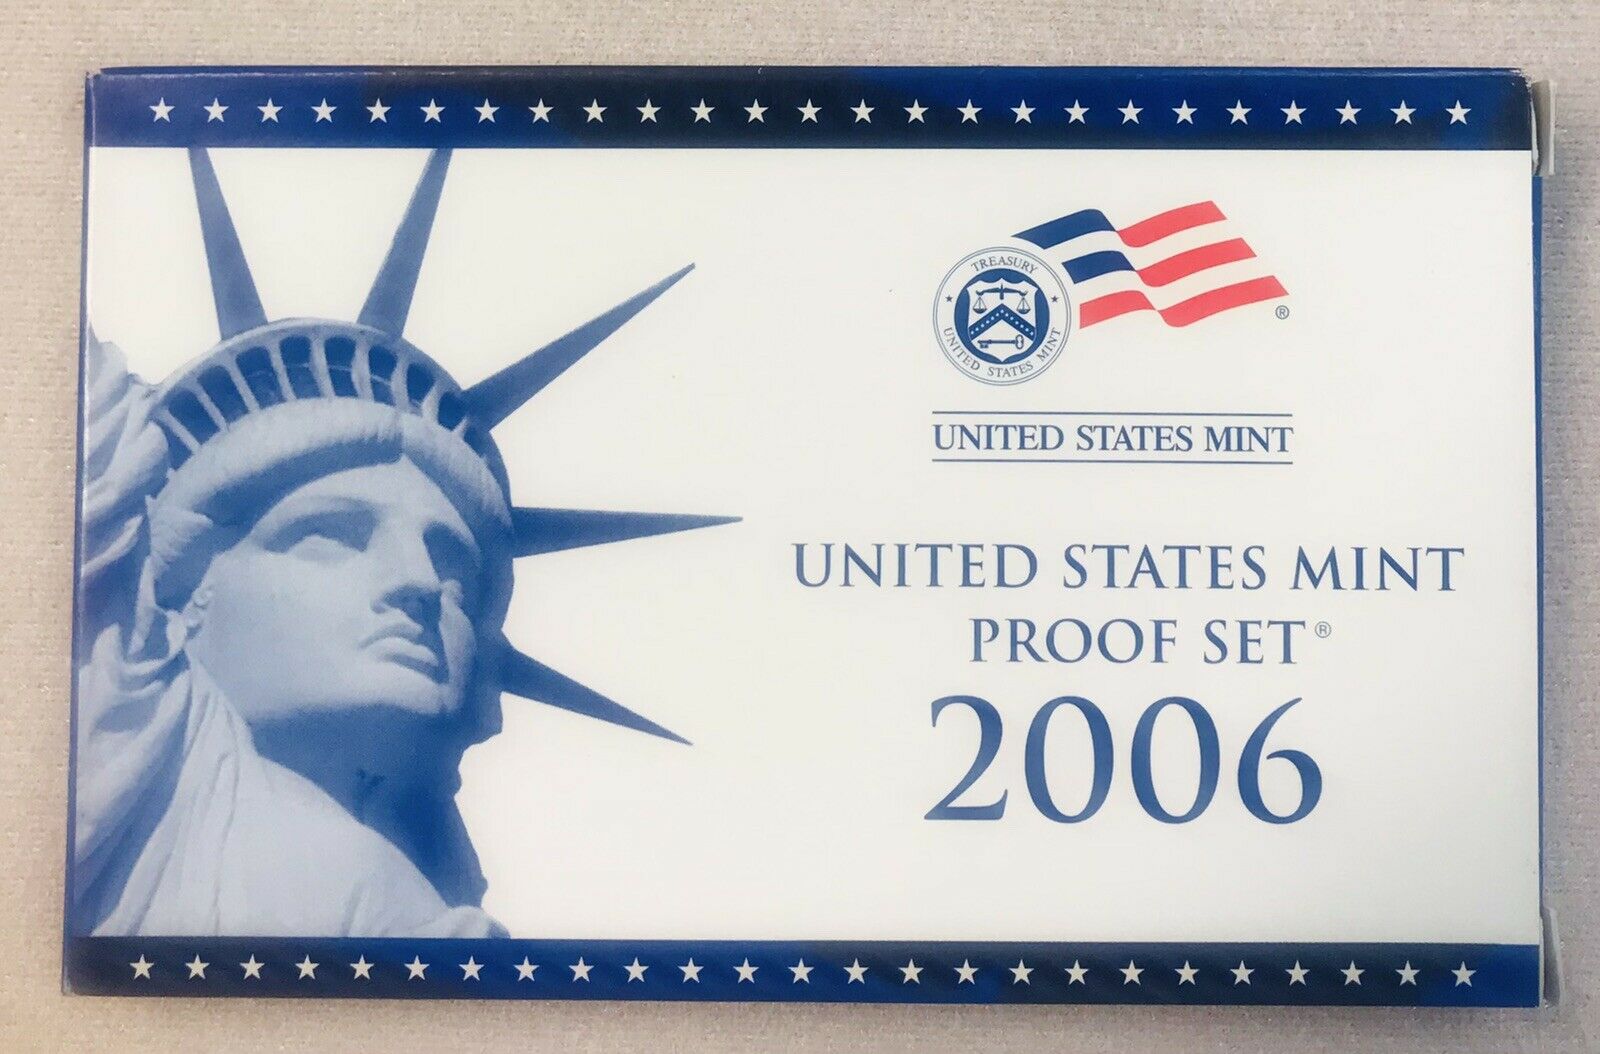 TREASURY
UNITED STATES MINT
®
UNITED STATES MINT
UNITED STATES MINT
PROOF SET®
2006